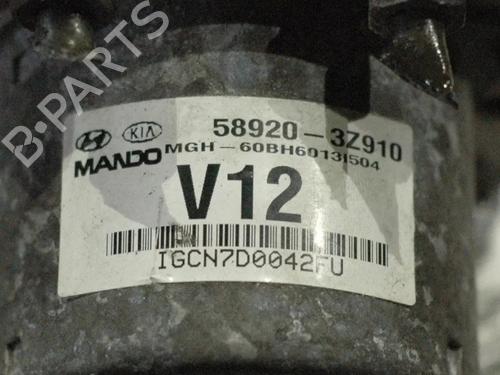 B-PARTS
KIA
58920-3Z910
MANDO
MGH-60BH60131504
V12
IGCN7D0042FU